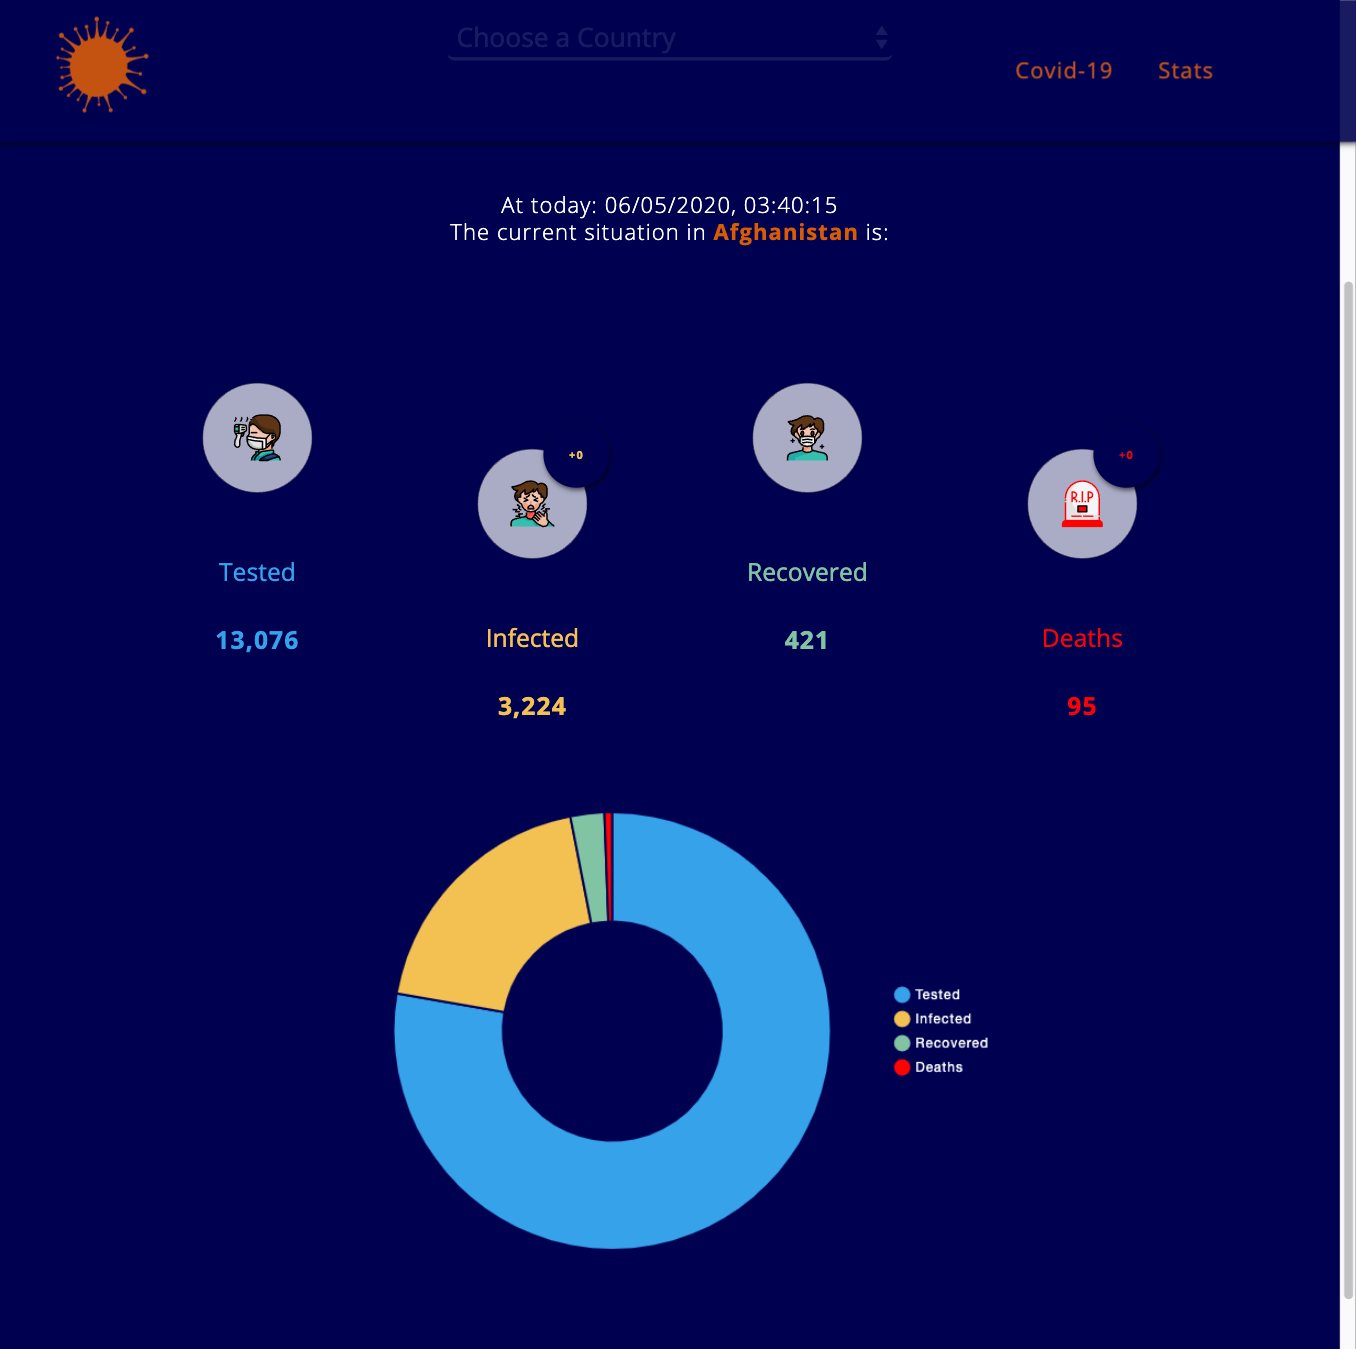 Choose a Country
Covid-19
Stats
At today: 06/05/2020, 03:40:15
The current situation in Afghanistan is:
+0
+0
R.I.P
Tested
Recovered
13,076
Infected
421
Deaths
3,224
95
Tested
Infected
Recovered
Deaths